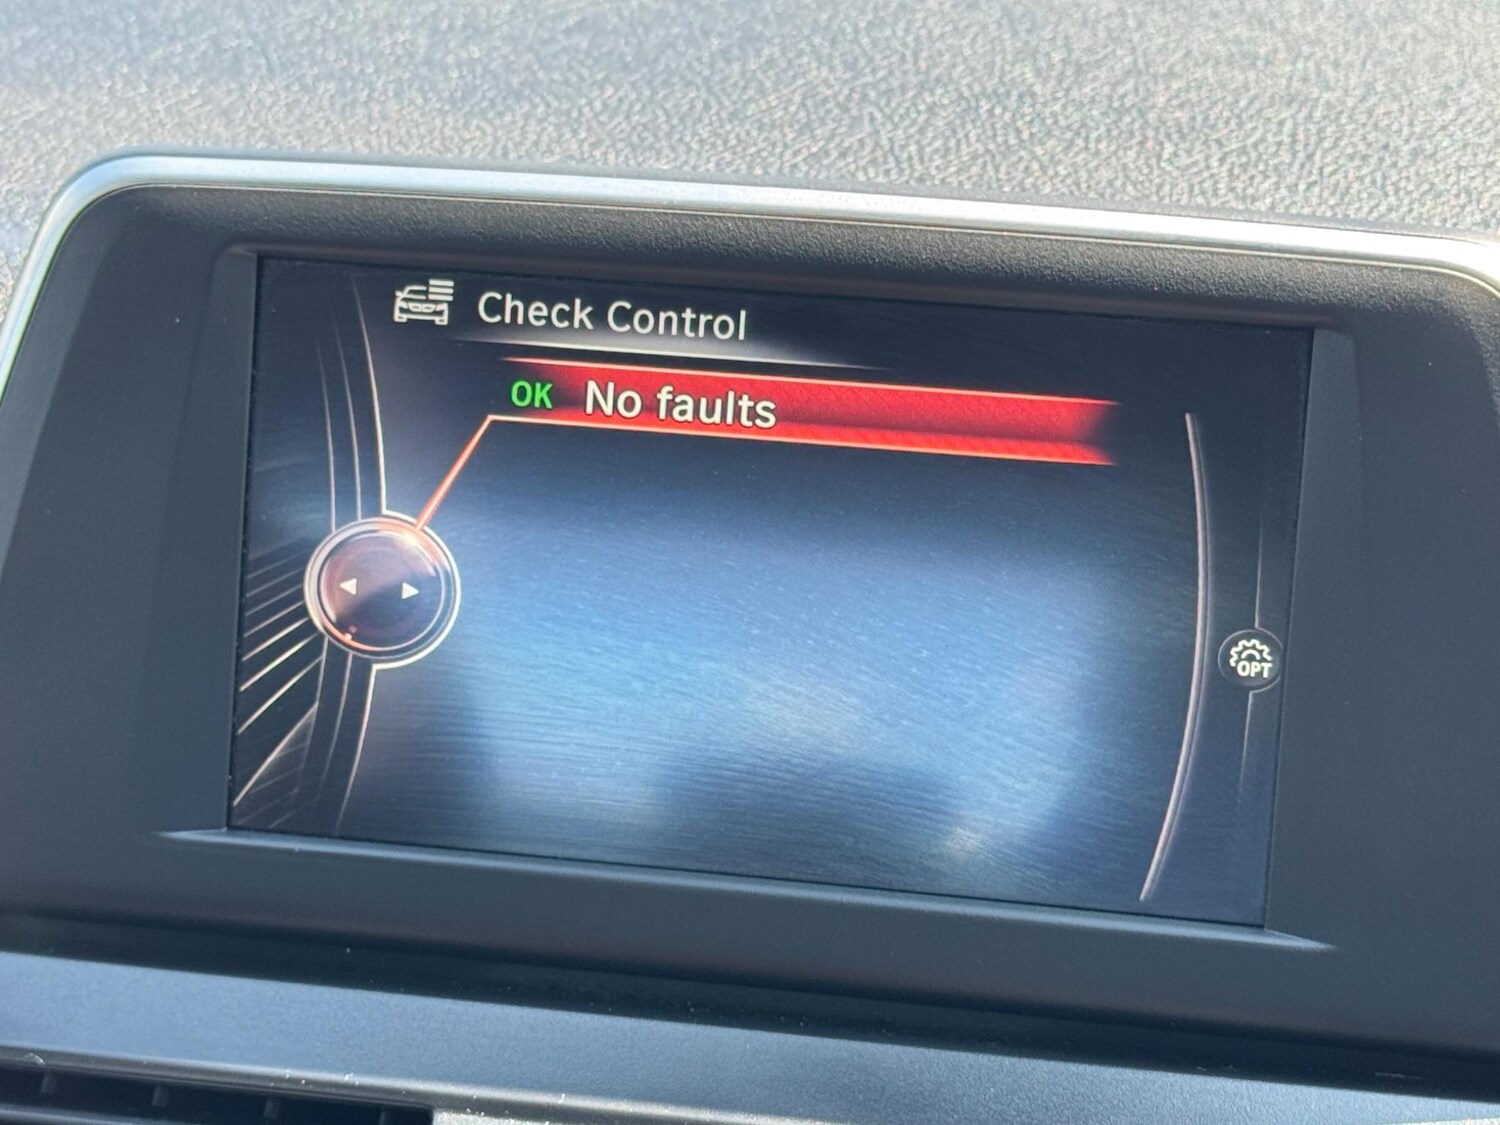 Check Control
OK No faults
OPT